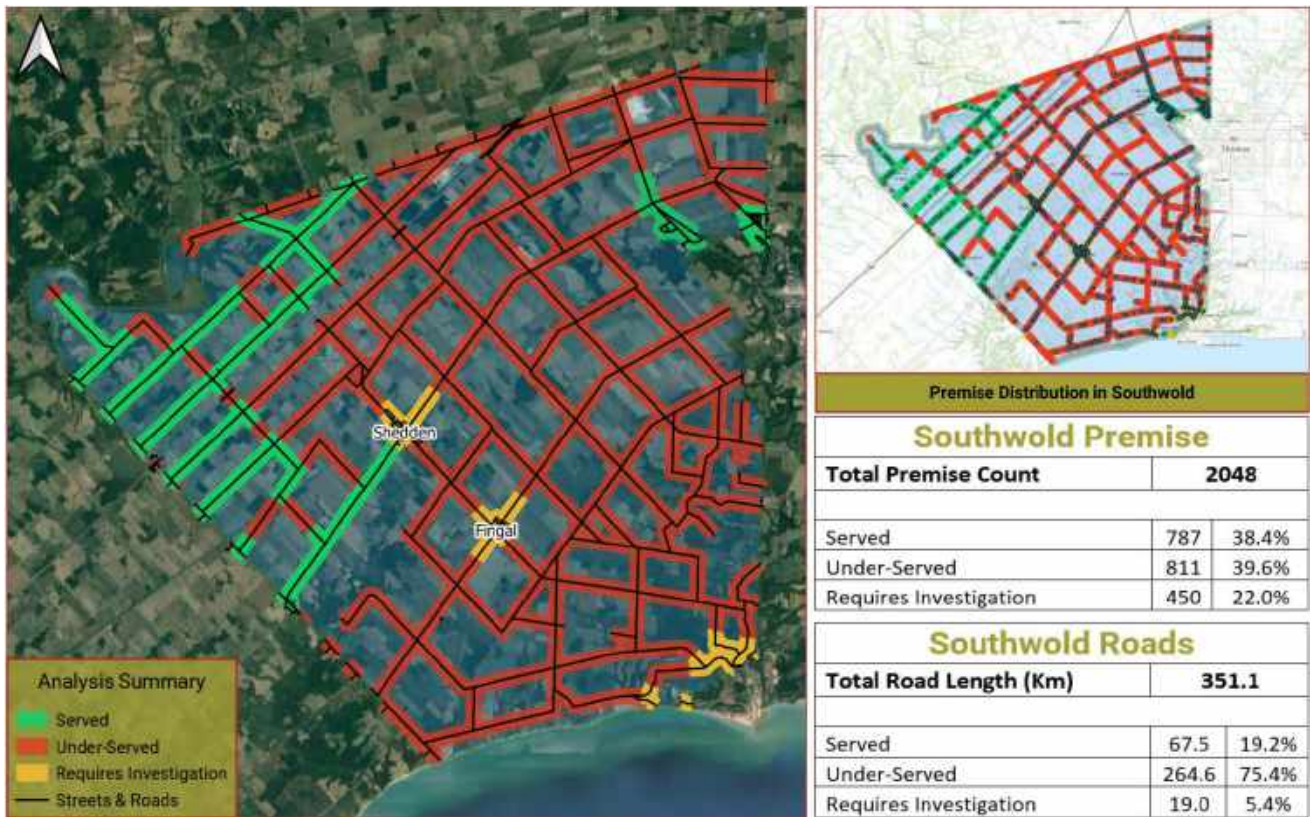 Shedden
Fingal
Analysis Summary
Served
Under-Served
Requires Investigation
Streets & Roads
Premise Distribution in Southwold
Southwold Premise
Total Premise Count 2048
Served 787 38.4%
Under-Served 811 39.6%
Requires Investigation 450 22.0%
Southwold Roads
Total Road Length (Km) 351.1
Served 67.5 19.2%
Under-Served 264.6 75.4%
Requires Investigation 19.0 5.4%